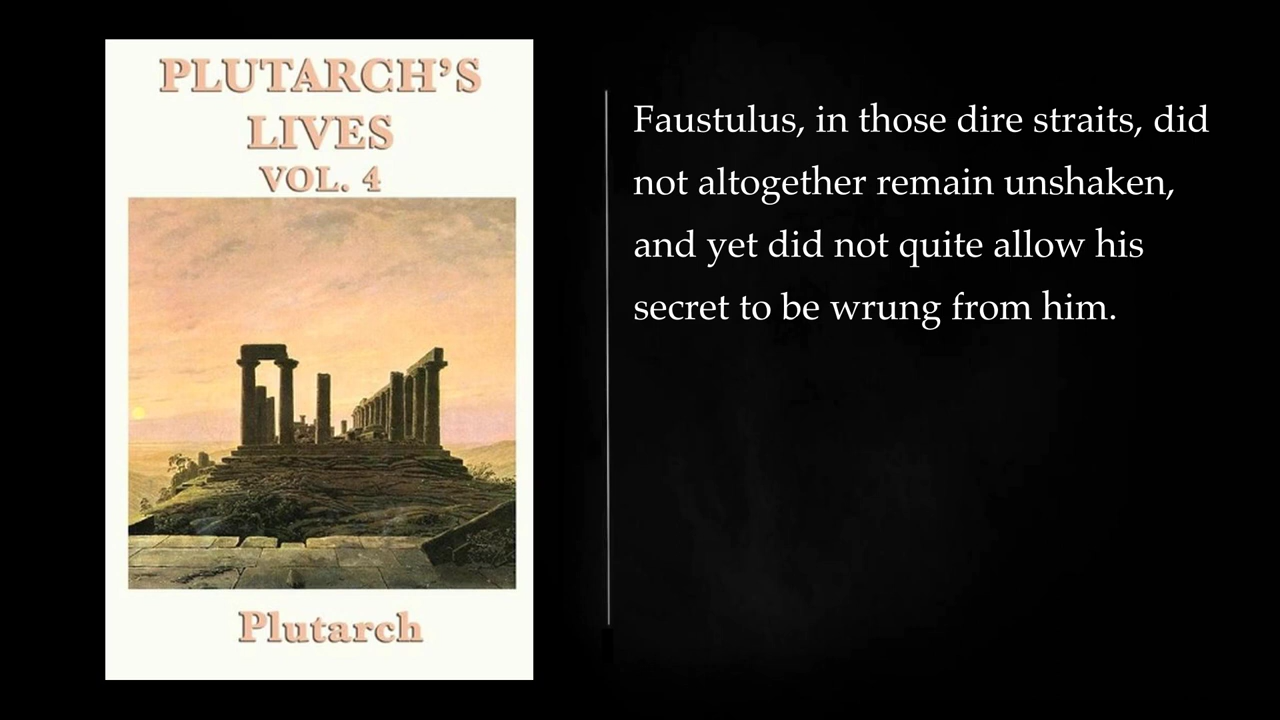 PLUTARCH'S
LIVES
VOL. 4
Plutarch
Faustulus, in those dire straits, did
not altogether remain unshaken,
and yet did not quite allow his
secret to be wrung from him.